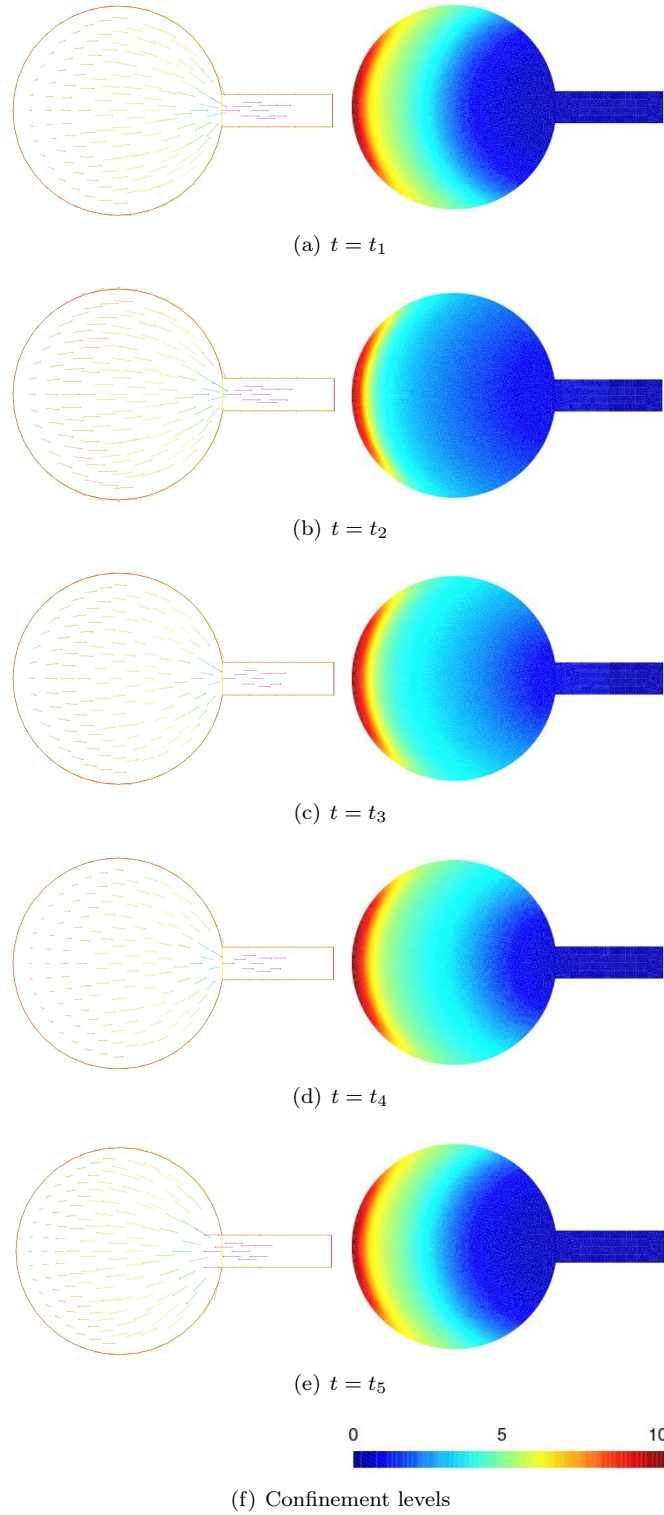 (a) t = t₁
(b) t = t₂
(c) t = t₃
(d) t = t₄
(e) t = t₅
0 5 10
(f) Confinement levels